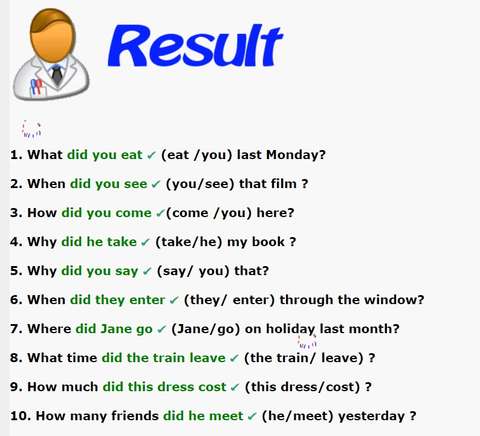 Result
1. What did you eat ✔ (eat /you) last Monday?
2. When did you see ✔ (you/see) that film ?
3. How did you come ✔(come /you) here?
4. Why did he take ✔ (take/he) my book ?
5. Why did you say ✔ (say/ you) that?
6. When did they enter ✔ (they/ enter) through the window?
7. Where did Jane go ✔ (Jane/go) on holiday last month?
8. What time did the train leave ✔ (the train/ leave) ?
9. How much did this dress cost ✔ (this dress/cost) ?
10. How many friends did he meet ✔ (he/meet) yesterday ?